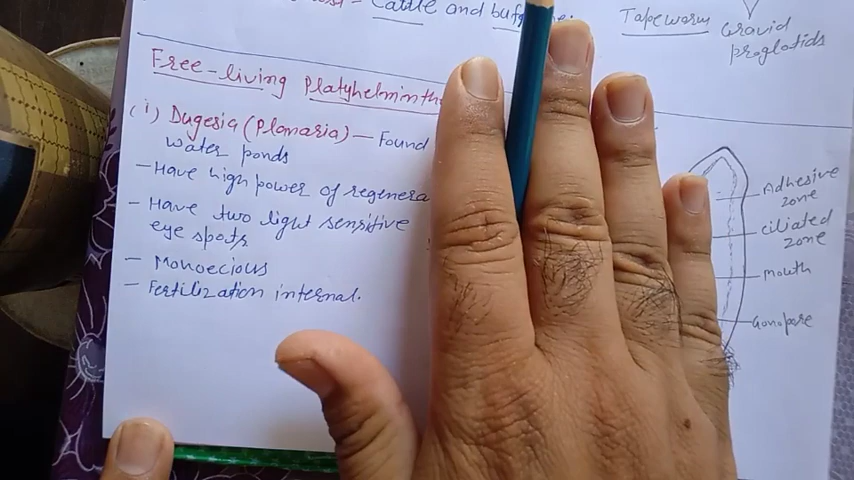 Cattle and
Tapeworm
Gravid
proglotids
Free-living Platyhelminth
(i) Dugesia (Planaria) — Found
water ponds
- Have high power of regenera
- Have two light sensitive
eye spots
- Monoecious
- Fertilization internal.
Adhesive
zone
ciliated
zone
mouth
Gonopore